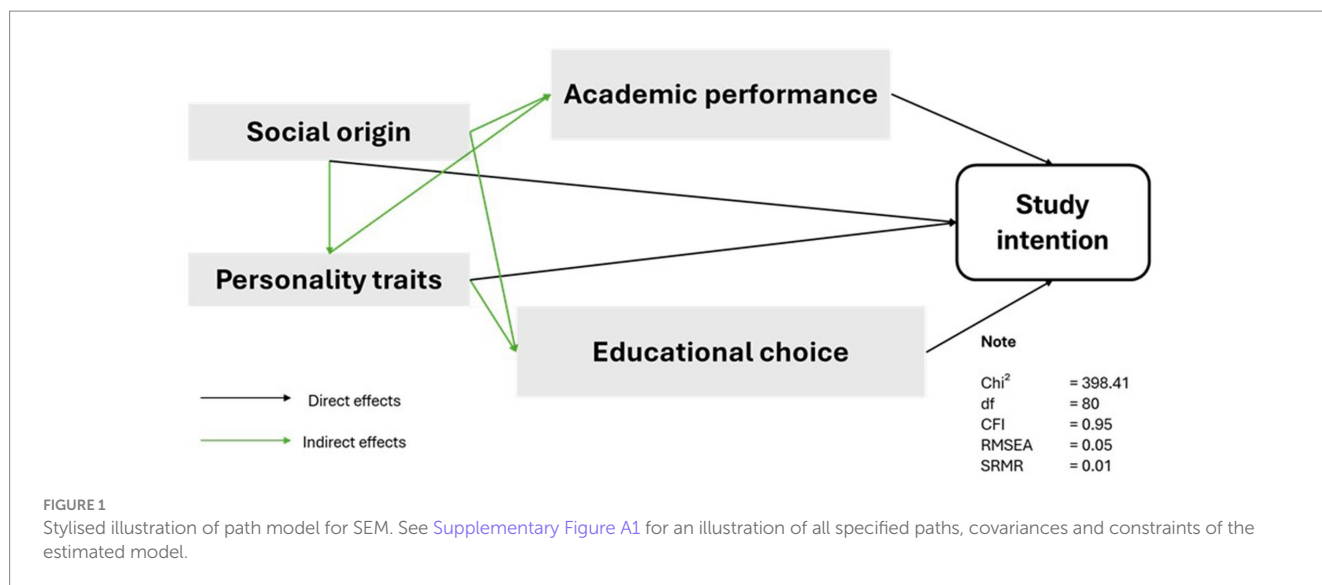 Academic performance
Social origin
Study
intention
Personality traits
Educational choice
Note
Chi² = 398.41
df = 80
CFI = 0.95
RMSEA = 0.05
SRMR = 0.01
Direct effects
Indirect effects
FIGURE 1
Stylised illustration of path model for SEM. See Supplementary Figure A1 for an illustration of all specified paths, covariances and constraints of the
estimated model.